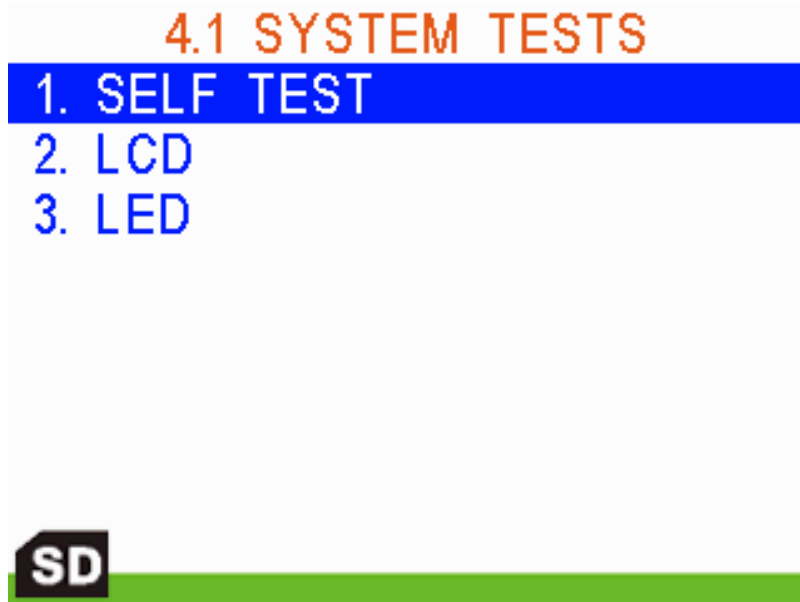 4.1 SYSTEM TESTS
1. SELF TEST
2. LCD
3. LED
SD